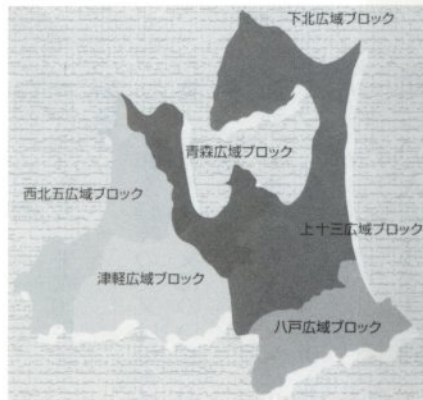 下北広域ブロック
青森広域ブロック
西北五広域ブロック
上十三広域ブロック
津軽広域ブロック
八戸広域ブロック